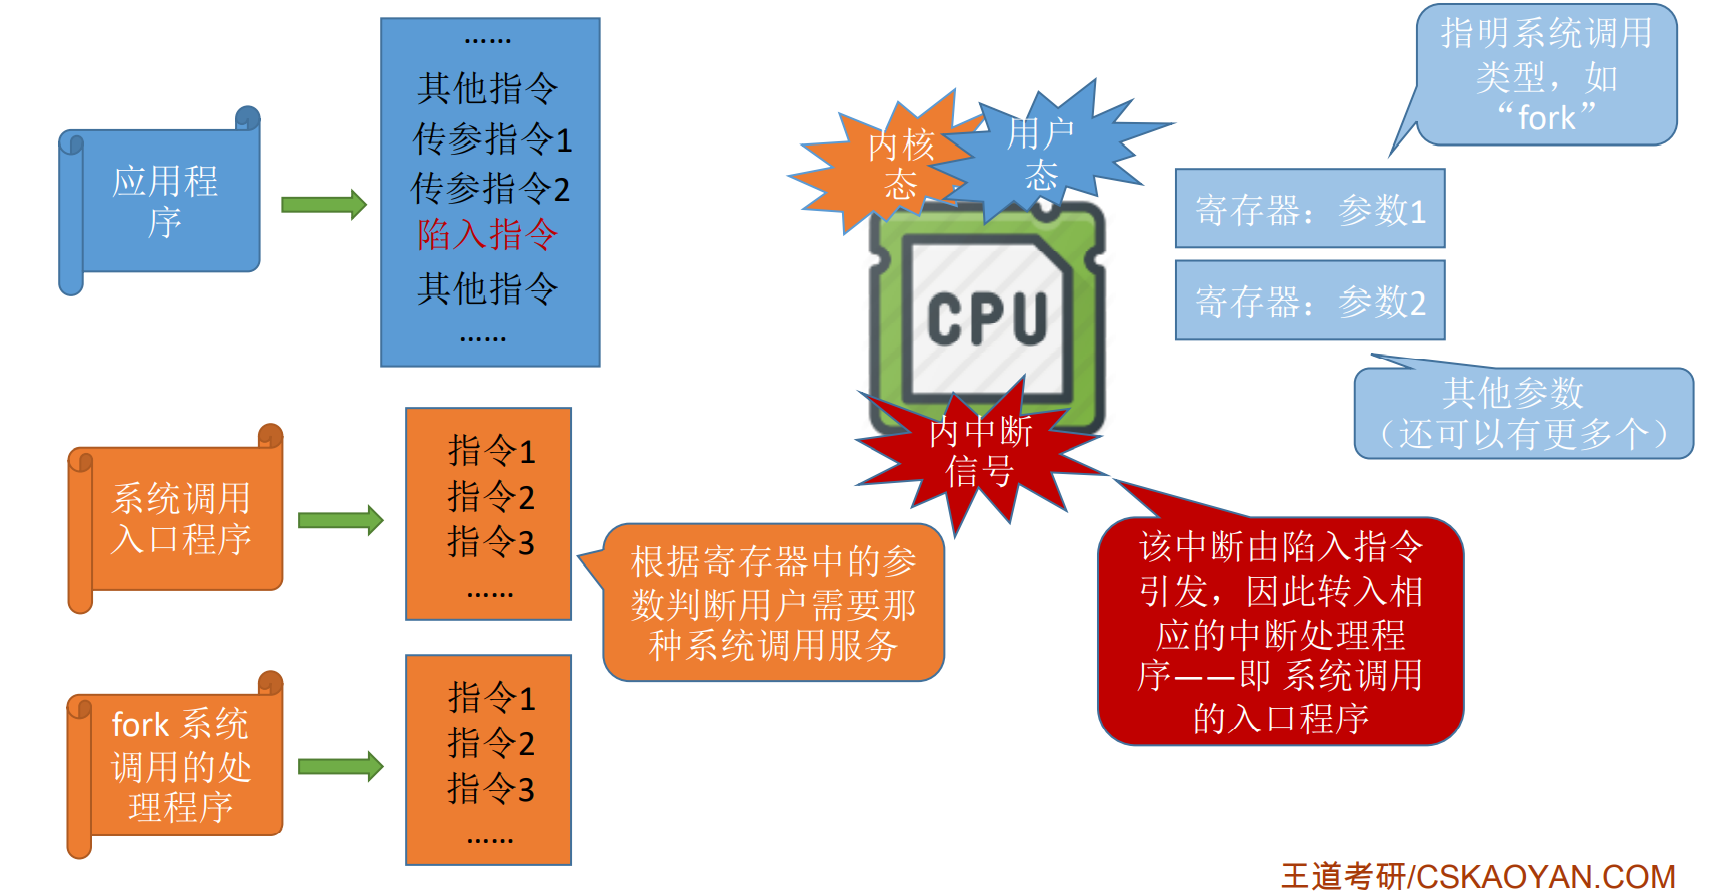 应用程
序
……
其他指令
传参指令1
传参指令2
陷入指令
其他指令
……
内核
态
用户
态
CPU
内中断
信号
指明系统调用
类型，如
“fork”
寄存器：参数1
寄存器：参数2
其他参数
（还可以有更多个）
系统调用
入口程序
指令1
指令2
指令3
……
根据寄存器中的参
数判断用户需要那
种系统调用服务
该中断由陷入指令
引发，因此转入相
应的中断处理程
序——即 系统调用
的入口程序
fork 系统
调用的处
理程序
指令1
指令2
指令3
……
王道考研/CSKAOYAN.COM